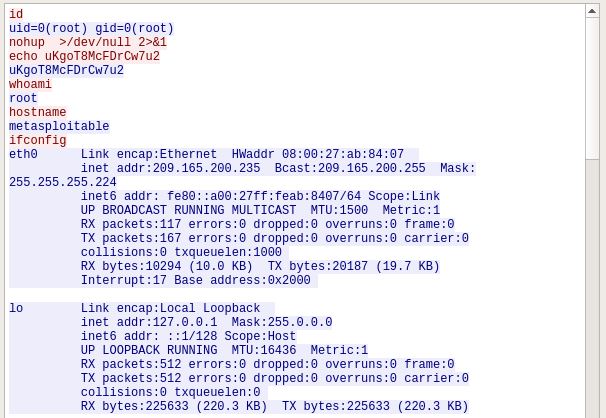 id
uid=0(root) gid=0(root)
nohup  >/dev/null 2>&1
echo uKgoT8McFDrCw7u2
uKgoT8McFDrCw7u2
whoami
root
hostname
metasploitable
ifconfig
eth0      Link encap:Ethernet  HWaddr 08:00:27:ab:84:07
          inet addr:209.165.200.235  Bcast:209.165.200.255  Mask:
255.255.255.224
          inet6 addr: fe80::a00:27ff:feab:8407/64 Scope:Link
          UP BROADCAST RUNNING MULTICAST  MTU:1500  Metric:1
          RX packets:117 errors:0 dropped:0 overruns:0 frame:0
          TX packets:167 errors:0 dropped:0 overruns:0 carrier:0
          collisions:0 txqueuelen:1000
          RX bytes:10294 (10.0 KB)  TX bytes:20187 (19.7 KB)
          Interrupt:17 Base address:0x2000

lo        Link encap:Local Loopback
          inet addr:127.0.0.1  Mask:255.0.0.0
          inet6 addr: ::1/128 Scope:Host
          UP LOOPBACK RUNNING  MTU:16436  Metric:1
          RX packets:512 errors:0 dropped:0 overruns:0 frame:0
          TX packets:512 errors:0 dropped:0 overruns:0 carrier:0
          collisions:0 txqueuelen:0
          RX bytes:225633 (220.3 KB)  TX bytes:225633 (220.3 KB)